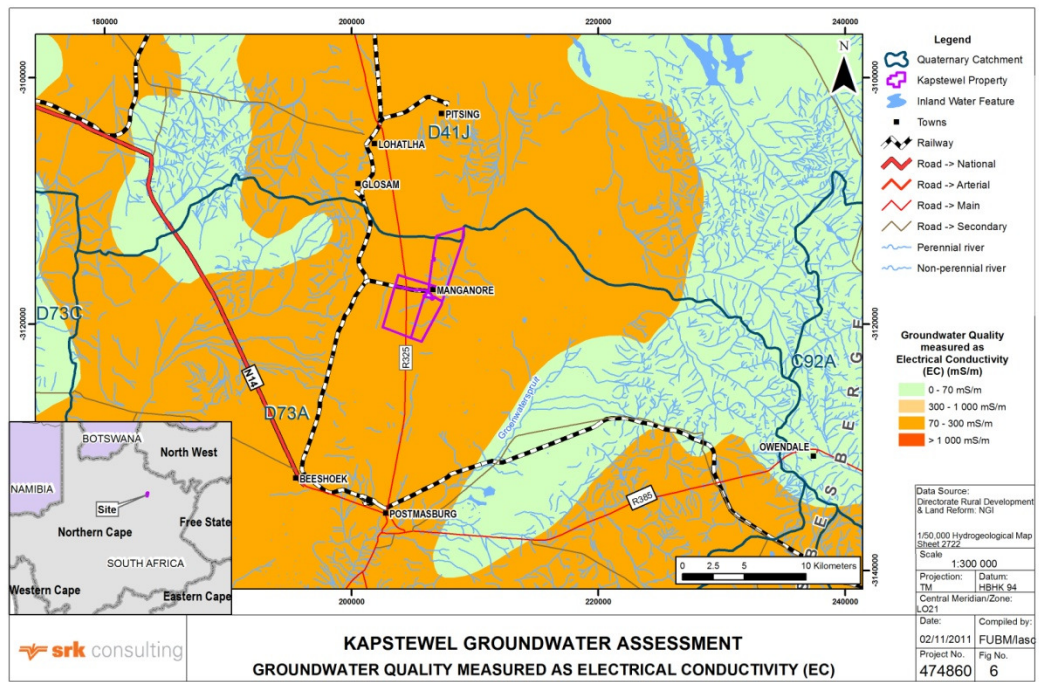 180000
200000
220000
240000
-3100000
-3100000
-3120000
-3120000
-3140000
200000
220000
240000
N
PITSING
D41J
LOHATLHA
GLOSAM
MANGANORE
D73C
R325
C92A
N14
D73A
Groenwaterspruit
OWENDALE
BEESHOEK
R385
POSTMASBURG
BERGE
BES
0 2.5 5 10 Kilometers
BOTSWANA
North West
NAMIBIA
Site
Free State
Northern Cape
SOUTH AFRICA
Western Cape
Eastern Cape
Legend
Quaternary Catchment
Kapstewel Property
Inland Water Feature
Towns
Railway
Road -> National
Road -> Arterial
Road -> Main
Road -> Secondary
Perennial river
Non-perennial river
Groundwater Quality
measured as
Electrical Conductivity
(EC) (mS/m)
0 - 70 mS/m
300 - 1 000 mS/m
70 - 300 mS/m
> 1 000 mS/m
Data Source:
Directorate Rural Development
& Land Reform: NGI
1/50,000 Hydrogeological Map
Sheet 2722
Scale
1:300 000
Projection: Datum:
TM HBHK 94
Central Meridian/Zone:
LO21
Date: Compiled by:
02/11/2011 FUBM/lasc
Project No. Fig No.
474860 6
srk consulting
KAPSTEWEL GROUNDWATER ASSESSMENT
GROUNDWATER QUALITY MEASURED AS ELECTRICAL CONDUCTIVITY (EC)